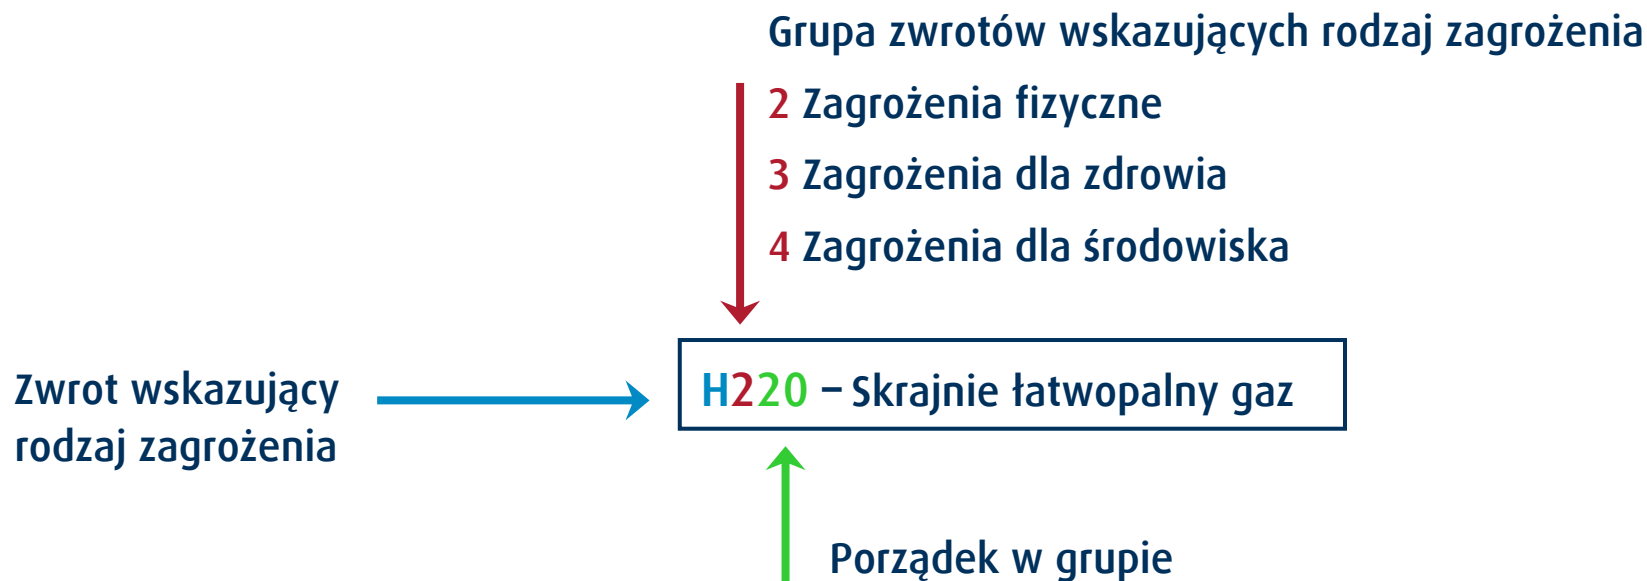 Grupa zwrotów wskazujących rodzaj zagrożenia
2 Zagrożenia fizyczne
3 Zagrożenia dla zdrowia
4 Zagrożenia dla środowiska
Zwrot wskazujący
rodzaj zagrożenia
H220 – Skrajnie łatwopalny gaz
Porządek w grupie